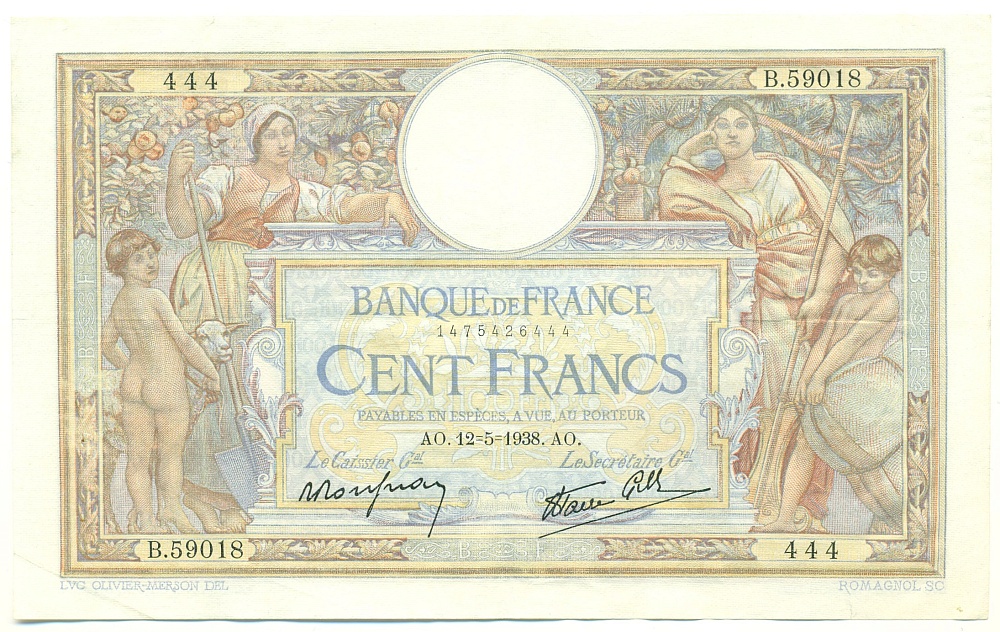 444
B.59018
BANQUE DE FRANCE
1475426444
CENT FRANCS
PAYABLES EN ESPÈCES, A VUE, AU PORTEUR
AO. 12=5=1938. AO.
Le Caissier Gal
Le Secrétaire Gal
B.59018
B F
444
LVC OLIVIER-MERSON DEL
ROMAGNOL SC